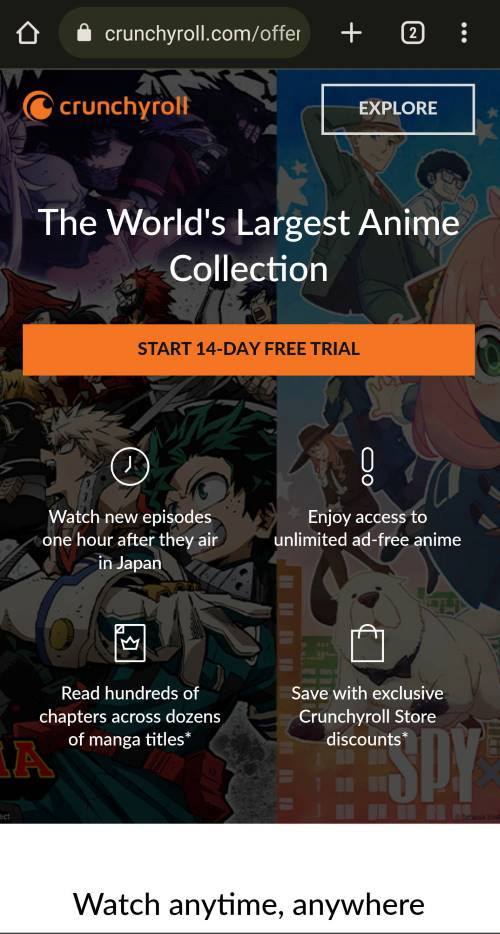 crunchyroll.com/offer
2
crunchyroll
EXPLORE
The World's Largest Anime
Collection
START 14-DAY FREE TRIAL
Watch new episodes
one hour after they air
in Japan
Enjoy access to
unlimited ad-free anime
Read hundreds of
chapters across dozens
of manga titles*
Save with exclusive
Crunchyroll Store
discounts*
SPY
Watch anytime, anywhere